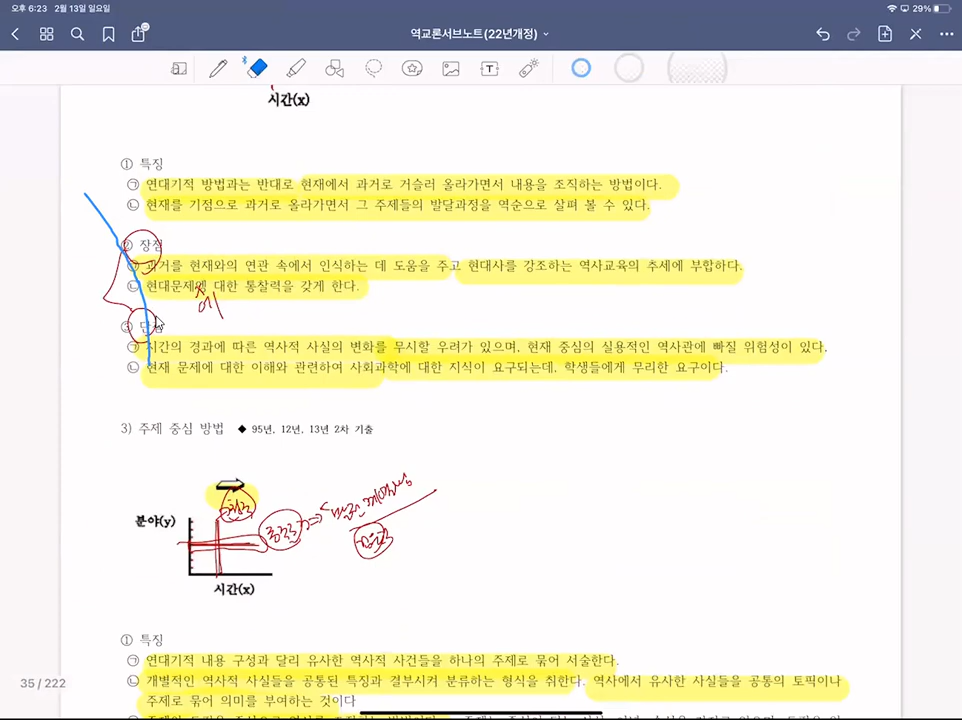 오후 6:23 2월 13일 일요일
29%
역교론서브노트(22년개정)
시간(x)
① 특징
㉠ 연대기적 방법과는 반대로 현재에서 과거로 거슬러 올라가면서 내용을 조직하는 방법이다.
㉡ 현재를 기점으로 과거로 올라가면서 그 주제들의 발달과정을 역순으로 살펴 볼 수 있다.
② 장점
㉠ 과거를 현재와의 연관 속에서 인식하는 데 도움을 주고 현대사를 강조하는 역사교육의 추세에 부합하다.
㉡ 현대문제에 대한 통찰력을 갖게 한다.
에
③ 단점
㉠ 시간의 경과에 따른 역사적 사실의 변화를 무시할 우려가 있으며, 현재 중심의 실용적인 역사관에 빠질 위험성이 있다.
㉡ 현재 문제에 대한 이해와 관련하여 사회과학에 대한 지식이 요구되는데, 학생들에게 무리한 요구이다.
3) 주제 중심 방법 ◆ 95년, 12년, 13년 2차 기출
분야(y)
시간(x)
① 특징
㉠ 연대기적 내용 구성과 달리 유사한 역사적 사건들을 하나의 주제로 묶어 서술한다.
35 / 222
㉡ 개별적인 역사적 사실들을 공통된 특징과 결부시켜 분류하는 형식을 취한다. 역사에서 유사한 사실들을 공통의 토픽이나
주제로 묶어 의미를 부여하는 것이다